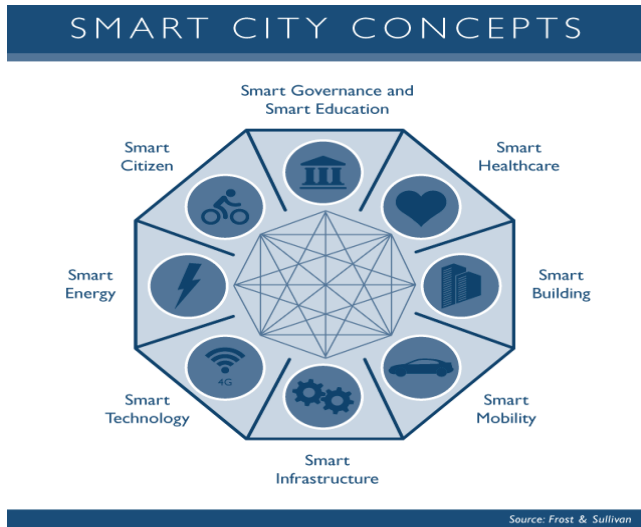 SMART CITY CONCEPTS
Smart Governance and
Smart Education
Smart
Citizen
Smart
Healthcare
Smart
Energy
Smart
Building
4G
Smart
Technology
Smart
Mobility
Smart
Infrastructure
Source: Frost & Sullivan